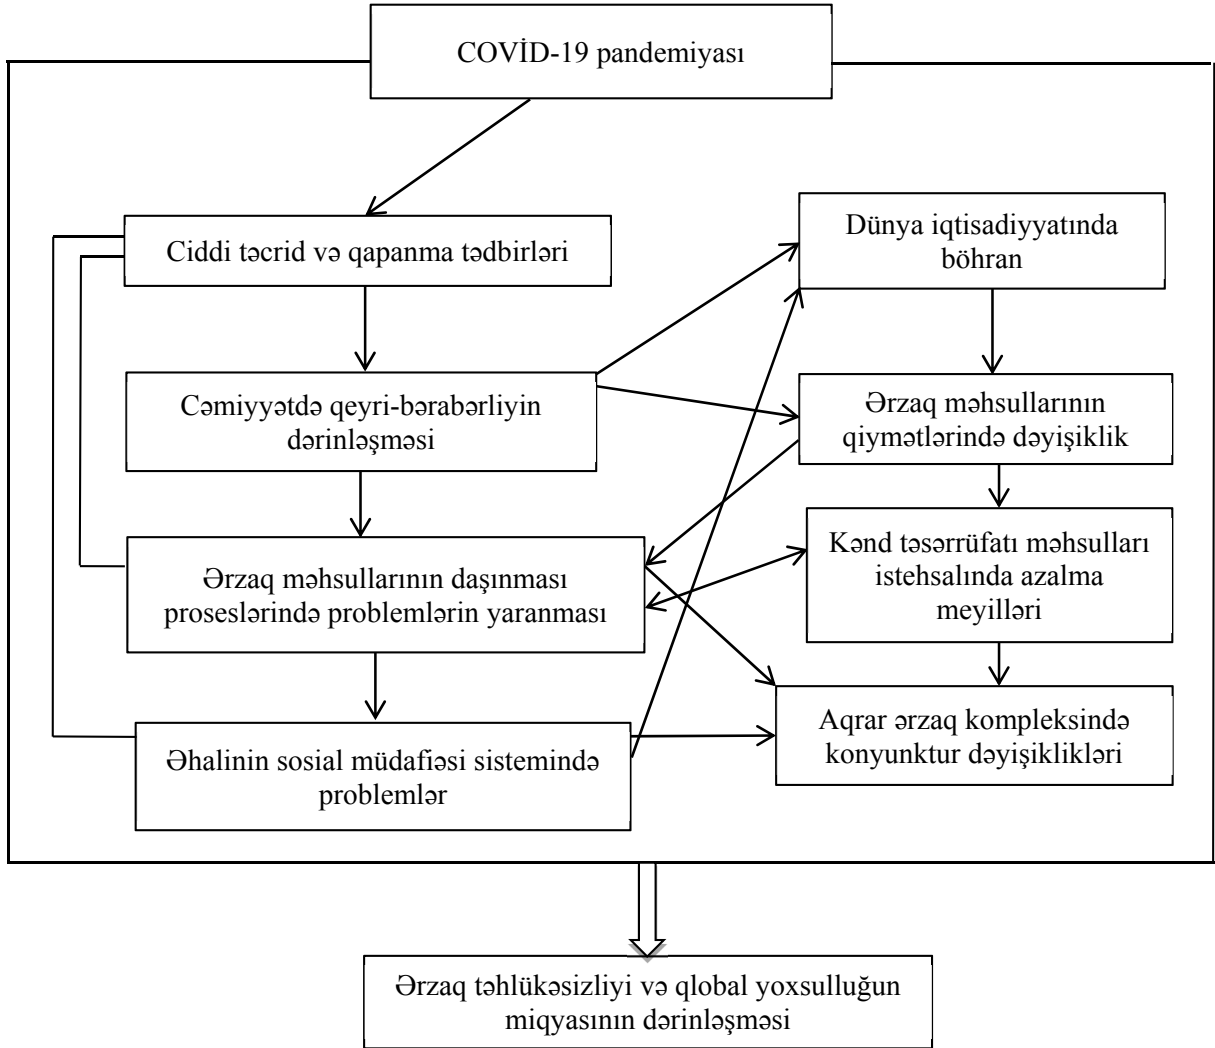 COVİD-19 pandemiyası
Ciddi təcrid və qapanma tədbirləri
Cəmiyyətdə qeyri-bərabərliyin
dərinləşməsi
Ərzaq məhsullarının daşınması
proseslərində problemlərin yaranması
Əhalinin sosial müdafiəsi sistemində
problemlər
Dünya iqtisadiyyatında
böhran
Ərzaq məhsullarının
qiymətlərində dəyişiklik
Kənd təsərrüfatı məhsulları
istehsalında azalma
meyilləri
Aqrar ərzaq kompleksində
konyunktur dəyişiklikləri
Ərzaq təhlükəsizliyi və qlobal yoxsulluğun
miqyasının dərinləşməsi